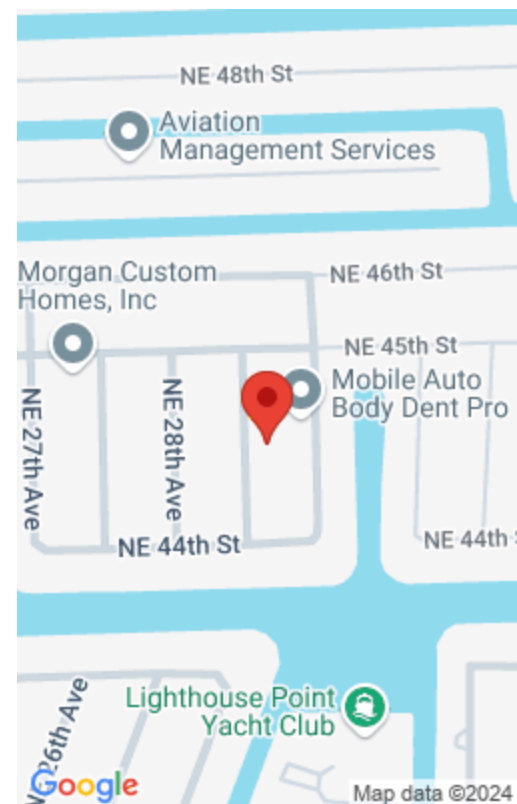 NE 48th St
Aviation
Management Services
Morgan Custom
Homes, Inc
NE 46th St
NE 45th St
Mobile Auto
Body Dent Pro
NE 27th Ave
NE 28th Ave
NE 44th St
NE 44th
Lighthouse Point
Yacht Club
26th Ave
Google
Map data ©2024